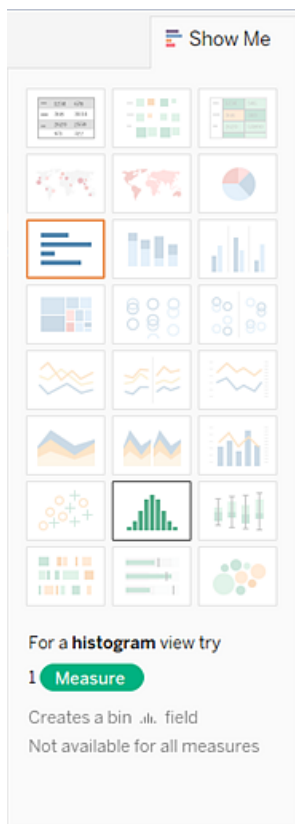 Show Me
For a histogram view try
1 Measure
Creates a bin field
Not available for all measures